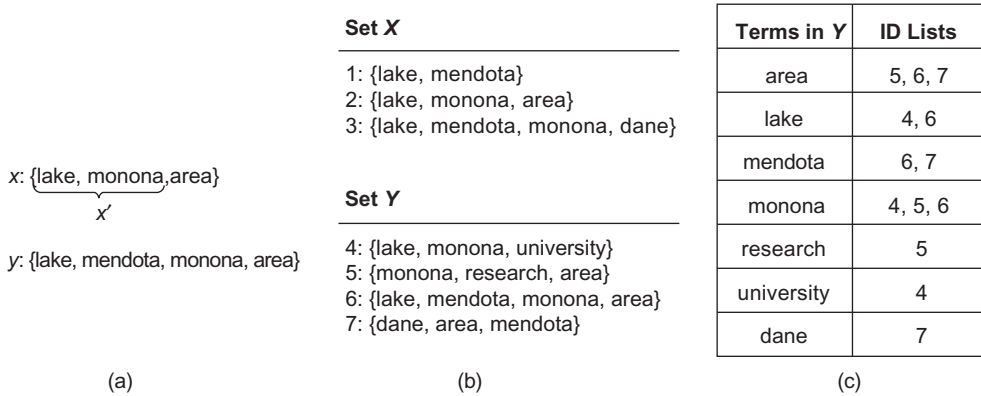 x: {lake, monona,area}
x′
y: {lake, mendota, monona, area}
(a)
Set X
1: {lake, mendota}
2: {lake, monona, area}
3: {lake, mendota, monona, dane}
Set Y
4: {lake, monona, university}
5: {monona, research, area}
6: {lake, mendota, monona, area}
7: {dane, area, mendota}
(b)
Terms in Y ID Lists
area 5, 6, 7
lake 4, 6
mendota 6, 7
monona 4, 5, 6
research 5
university 4
dane 7
(c)